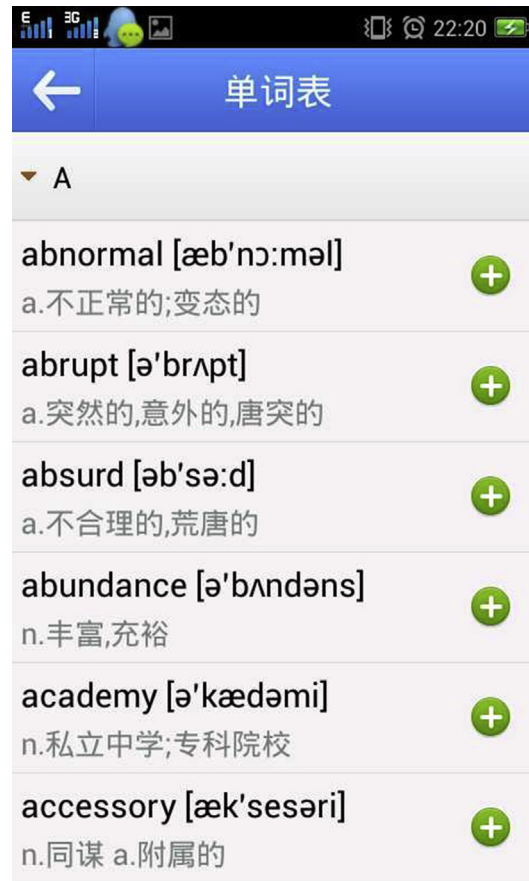 E 3G 22:20
单词表
A
abnormal [æb'nɔ:məl]
a.不正常的;变态的
abrupt [ə'brʌpt]
a.突然的,意外的,唐突的
absurd [əb'sə:d]
a.不合理的,荒唐的
abundance [ə'bʌndəns]
n.丰富,充裕
academy [ə'kædəmi]
n.私立中学;专科院校
accessory [æk'sesəri]
n.同谋 a.附属的